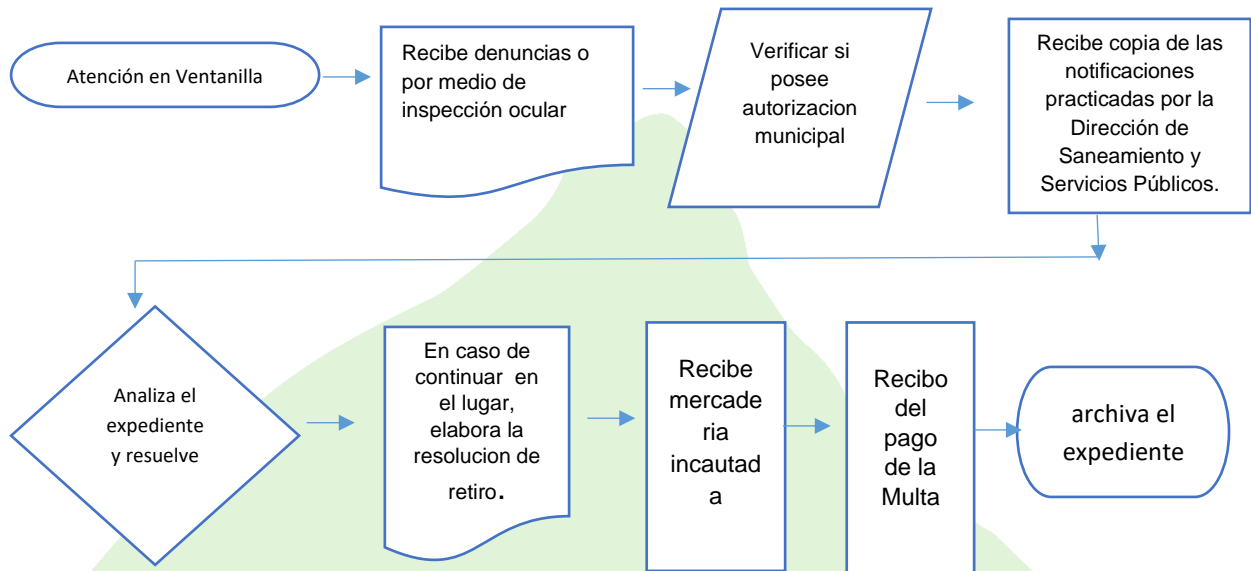 Atención en Ventanilla
Recibe denuncias o
por medio de
inspección ocular
Verificar si
posee
autorizacion
municipal
Recibe copia de las
notificaciones
practicadas por la
Dirección de
Saneamiento y
Servicios Públicos.
Analiza el
expediente
y resuelve
En caso de
continuar en
el lugar,
elabora la
resolucion de
retiro.
Recibe
mercade
ria
incautad
a
Recibo
del
pago
de la
Multa
archiva el
expediente